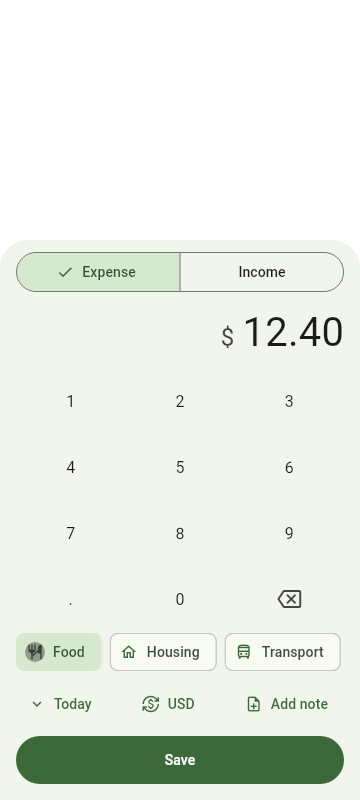 Expense Income
$ 12.40
1 2 3
4 5 6
7 8 9
. 0
Food Housing Transport
Today USD Add note
Save